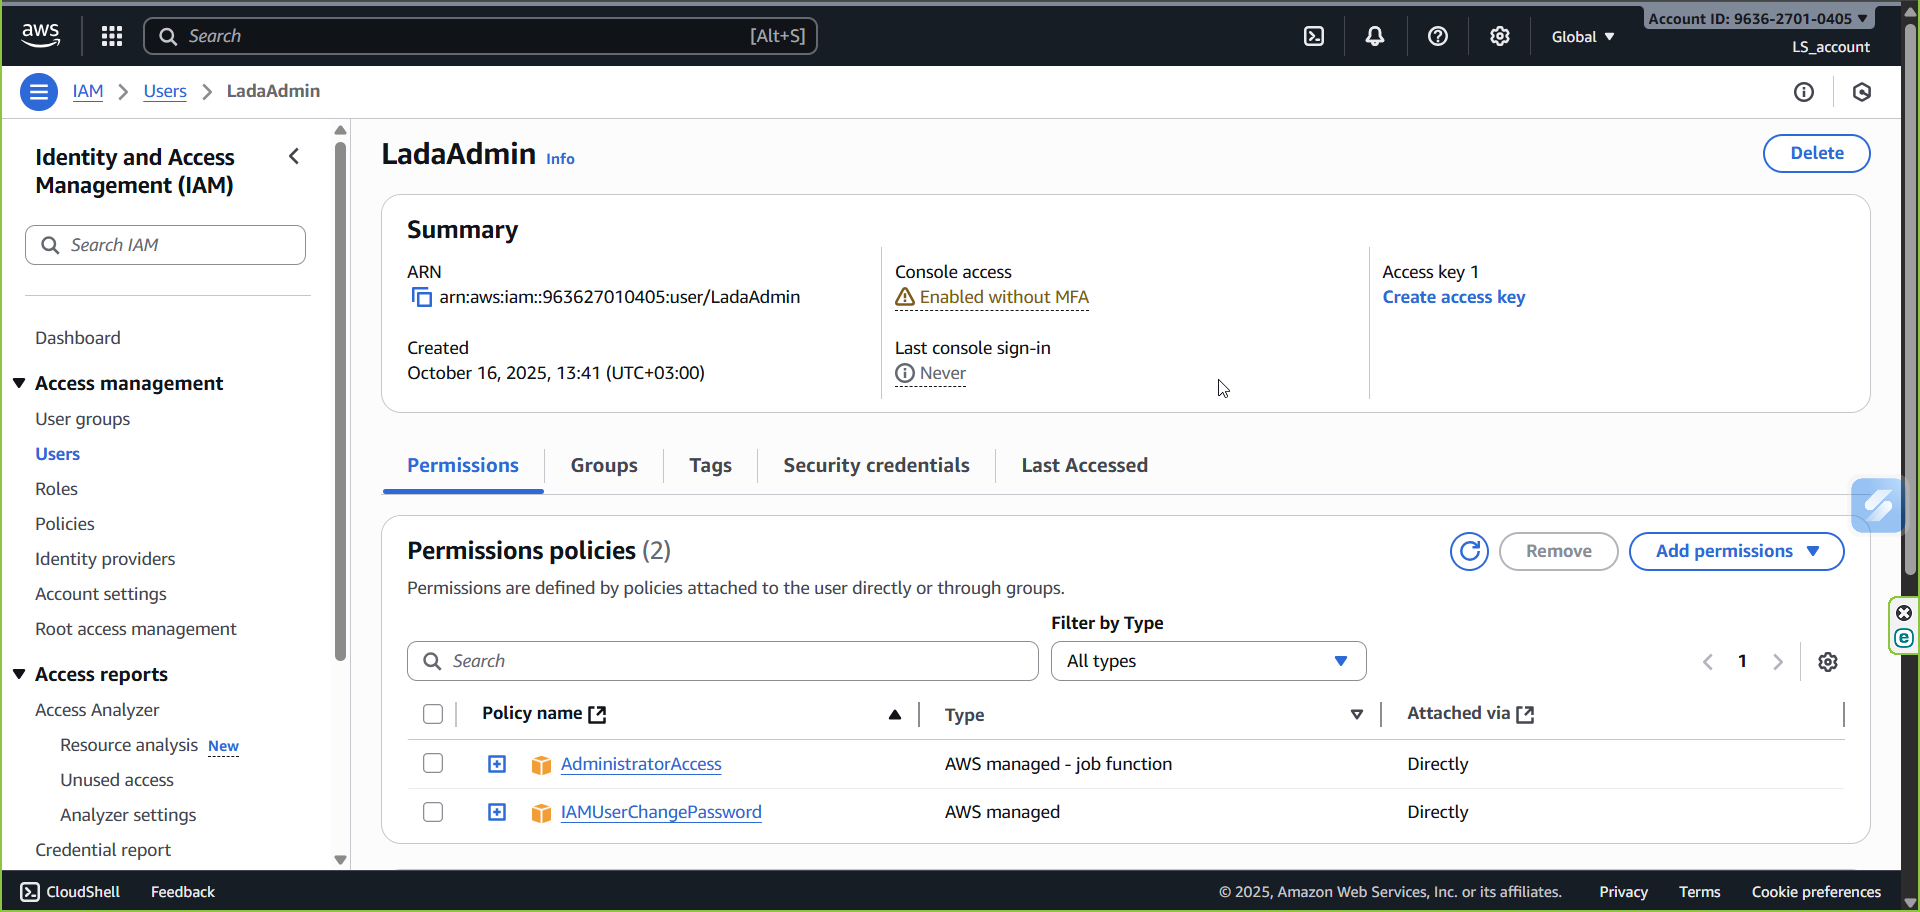 aws
Search
[Alt+S]
Global
Account ID: 9636-2701-0405
LS_account
IAM
Users
LadaAdmin
Identity and Access
Management (IAM)
Search IAM
Dashboard
Access management
User groups
Users
Roles
Policies
Identity providers
Account settings
Root access management
Access reports
Access Analyzer
Resource analysis New
Unused access
Analyzer settings
Credential report
LadaAdmin Info
Delete
Summary
ARN
arn:aws:iam::963627010405:user/LadaAdmin
Created
October 16, 2025, 13:41 (UTC+03:00)
Console access
Enabled without MFA
Last console sign-in
Never
Access key 1
Create access key
Permissions
Groups
Tags
Security credentials
Last Accessed
Permissions policies (2)
Permissions are defined by policies attached to the user directly or through groups.
Remove
Add permissions
Filter by Type
Search
All types
1
Policy name
Type
Attached via
AdministratorAccess
AWS managed - job function
Directly
IAMUserChangePassword
AWS managed
Directly
CloudShell
Feedback
© 2025, Amazon Web Services, Inc. or its affiliates.
Privacy
Terms
Cookie preferences